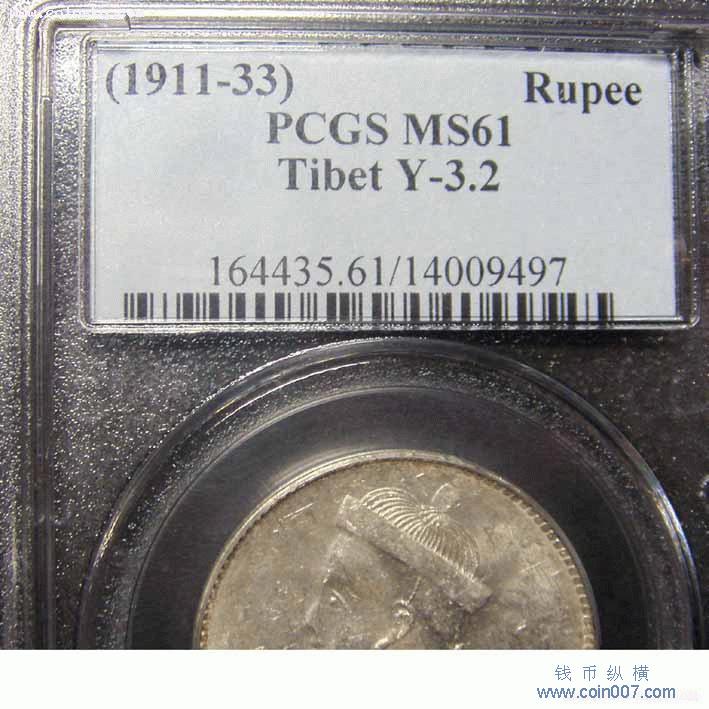 (1911-33) Rupee
PCGS MS61
Tibet Y-3.2
164435.61/14009497
钱币纵横
www.coin007.com